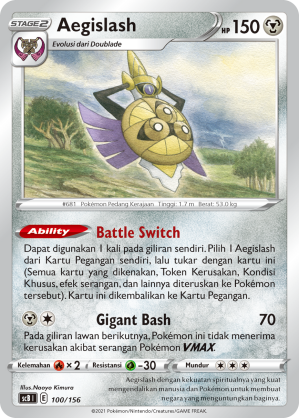 STAGE2
Aegislash
HP 150
Evolusi dari Doublade
#681 Pokémon Pedang Kerajaan Tinggi: 1.7 m Berat: 53.0 kg
Ability Battle Switch
Dapat digunakan 1 kali pada giliran sendiri. Pilih 1 Aegislash
dari Kartu Pegangan sendiri, lalu tukar dengan kartu ini
(Semua kartu yang dikenakan, Token Kerusakan, Kondisi
Khusus, efek serangan, dan lainnya diteruskan ke Pokémon
tersebut). Kartu ini dikembalikan ke Kartu Pegangan.
Gigant Bash 70
Pada giliran lawan berikutnya, Pokémon ini tidak menerima
kerusakan akibat serangan Pokémon VMAX.
Kelemahan × 2 Resistansi -30 Mundur
Illus. Naoyo Kimura
Aegislash dengan kekuatan spiritualnya yang kuat
mengendalikan manusia dan Pokémon untuk membuat
negara yang menguntungkan baginya.
sc3 I E 100/156
©2021 Pokémon/Nintendo/Creatures/GAME FREAK